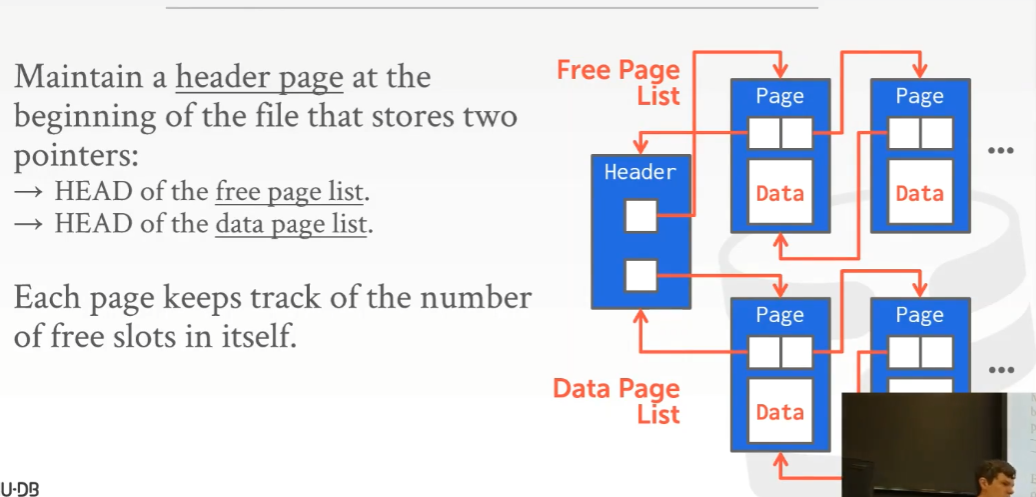 Maintain a header page at the
beginning of the file that stores two
pointers:
→ HEAD of the free page list.
→ HEAD of the data page list.
Each page keeps track of the number
of free slots in itself.
Free Page
List
Header
Page
Data
Page
Data
...
Data Page
List
Page
Data
Page
...
U·DB